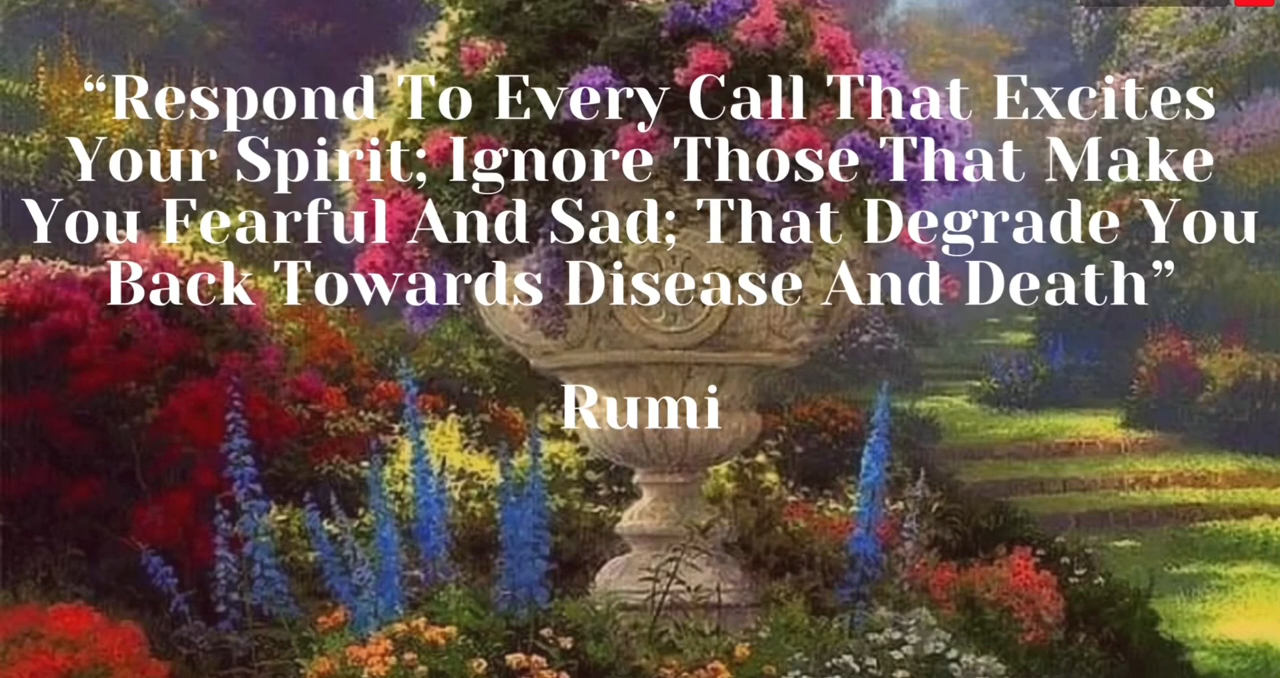 “Respond To Every Call That Excites
Your Spirit; Ignore Those That Make
You Fearful And Sad; That Degrade You
Back Towards Disease And Death”
Rumi